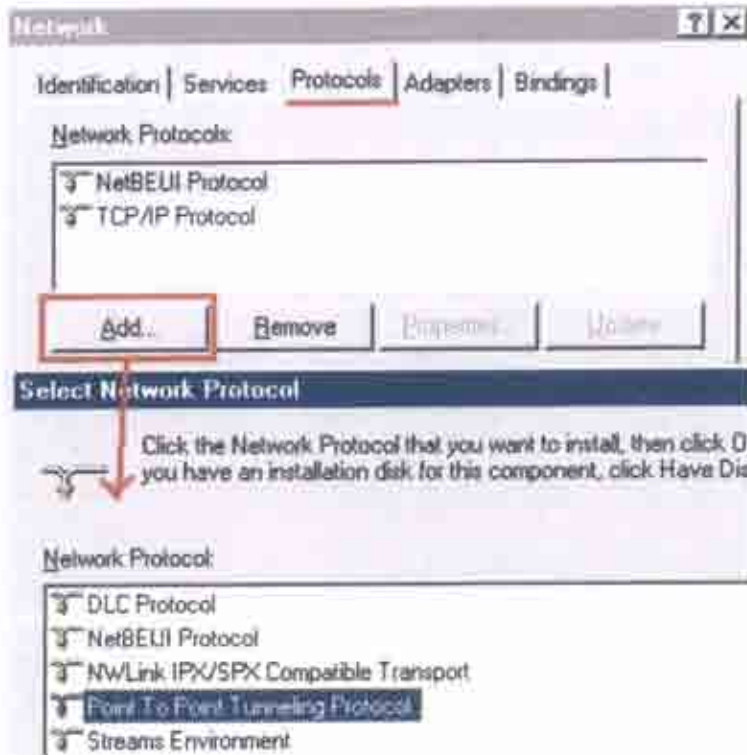 Network
Identification Services Protocols Adapters Bindings
Network Protocols:
NetBEUI Protocol
TCP/IP Protocol
Add... Remove Properties... Update
Select Network Protocol
Click the Network Protocol that you want to install, then click O
you have an installation disk for this component, click Have Dis
Network Protocol:
DLC Protocol
NetBEUI Protocol
NWLink IPX/SPX Compatible Transport
Point To Point Tunneling Protocol
Streams Environment